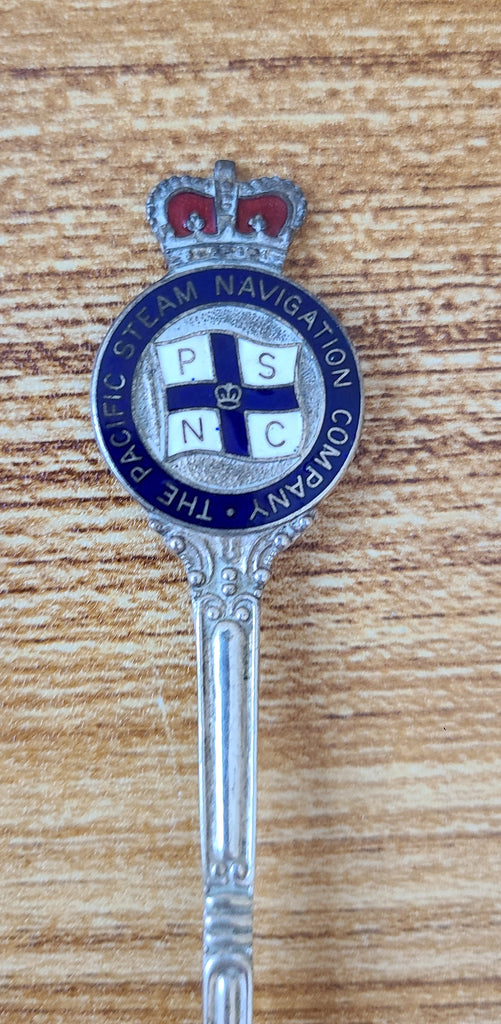 THE PACIFIC STEAM NAVIGATION COMPANY ·
P S
N C